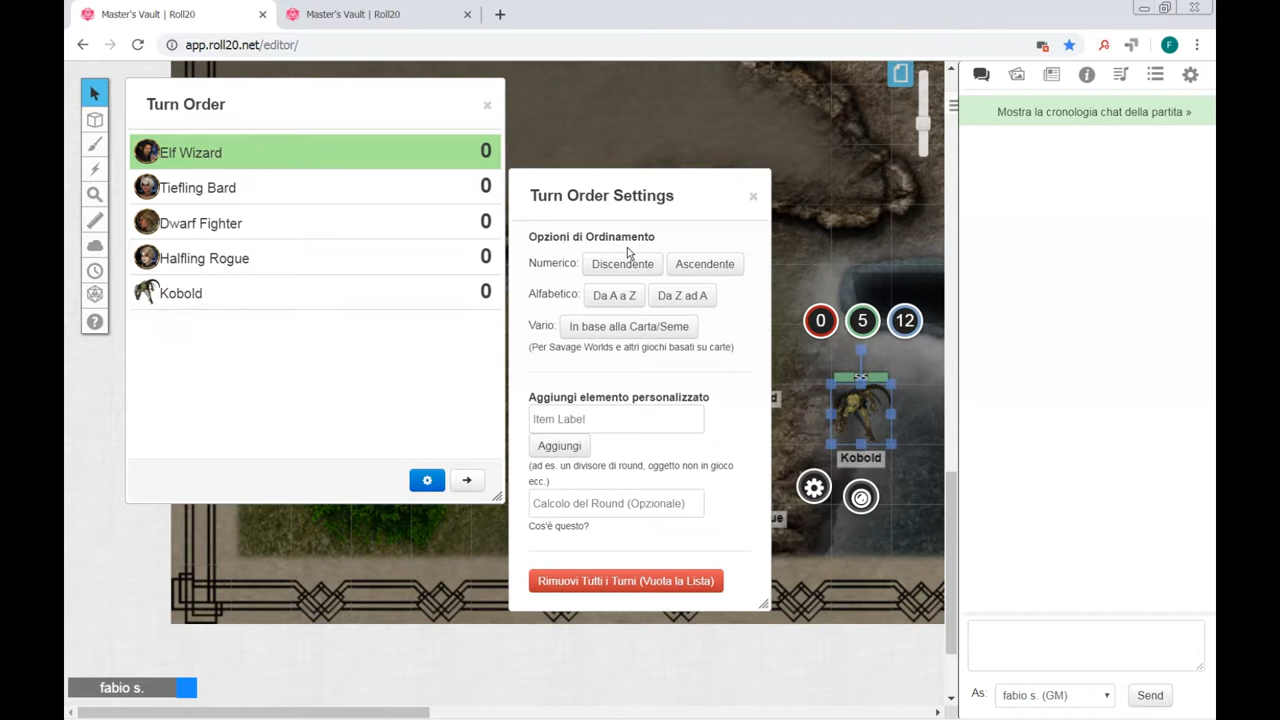 Master's Vault | Roll20
Master's Vault | Roll20
app.roll20.net/editor/
F
Turn Order
Elf Wizard 0
Tiefling Bard 0
Dwarf Fighter 0
Halfling Rogue 0
Kobold 0
Turn Order Settings
Opzioni di Ordinamento
Numerico: Discendente Ascendente
Alfabetico: Da A a Z Da Z ad A
Vario: In base alla Carta/Seme
(Per Savage Worlds e altri giochi basati su carte)
Aggiungi elemento personalizzato
Item Label
Aggiungi
(ad es. un divisore di round, oggetto non in gioco
ecc.)
Calcolo del Round (Opzionale)
Cos'è questo?
Rimuovi Tutti i Turni (Vuota la Lista)
0 5 12
Kobold
Mostra la cronologia chat della partita »
As: fabio s. (GM) Send
fabio s.